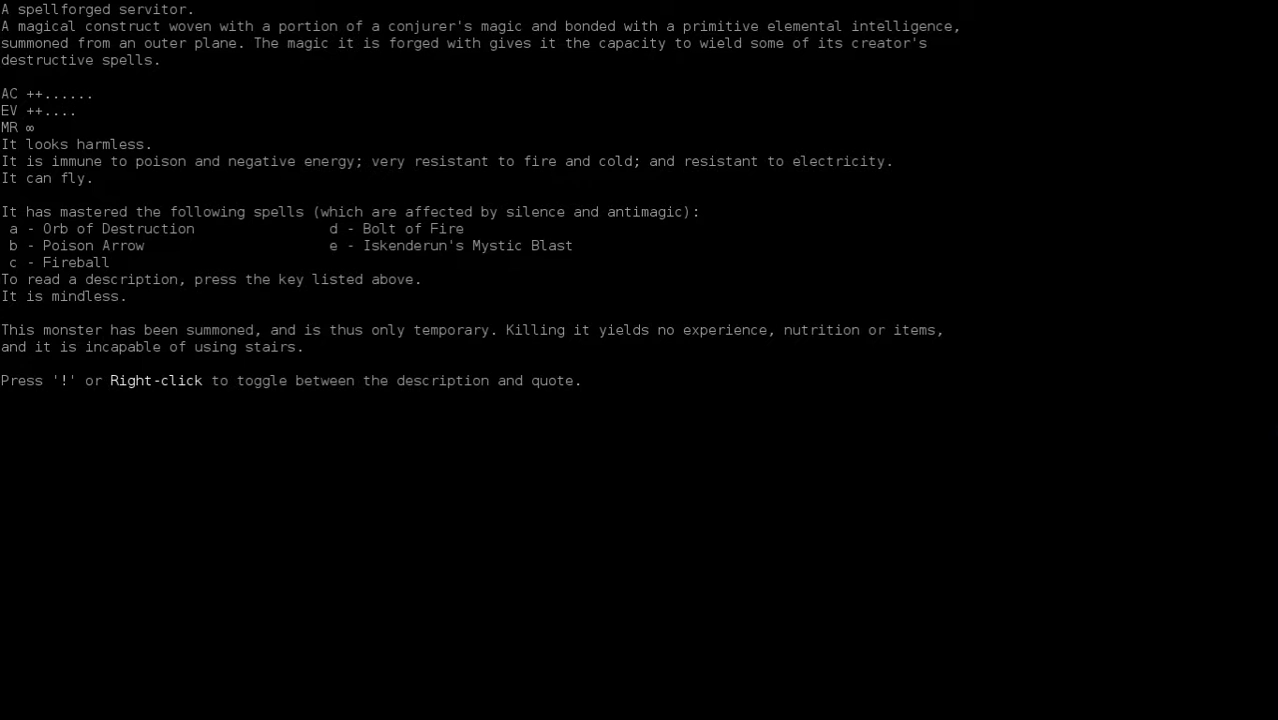 A spellforged servitor.
A magical construct woven with a portion of a conjurer's magic and bonded with a primitive elemental intelligence,
summoned from an outer plane. The magic it is forged with gives it the capacity to wield some of its creator's
destructive spells.
AC ++......
EV ++....
MR ∞
It looks harmless.
It is immune to poison and negative energy; very resistant to fire and cold; and resistant to electricity.
It can fly.
It has mastered the following spells (which are affected by silence and antimagic):
a - Orb of Destruction d - Bolt of Fire
b - Poison Arrow e - Iskenderun's Mystic Blast
c - Fireball
To read a description, press the key listed above.
It is mindless.
This monster has been summoned, and is thus only temporary. Killing it yields no experience, nutrition or items,
and it is incapable of using stairs.
Press '!' or Right-click to toggle between the description and quote.